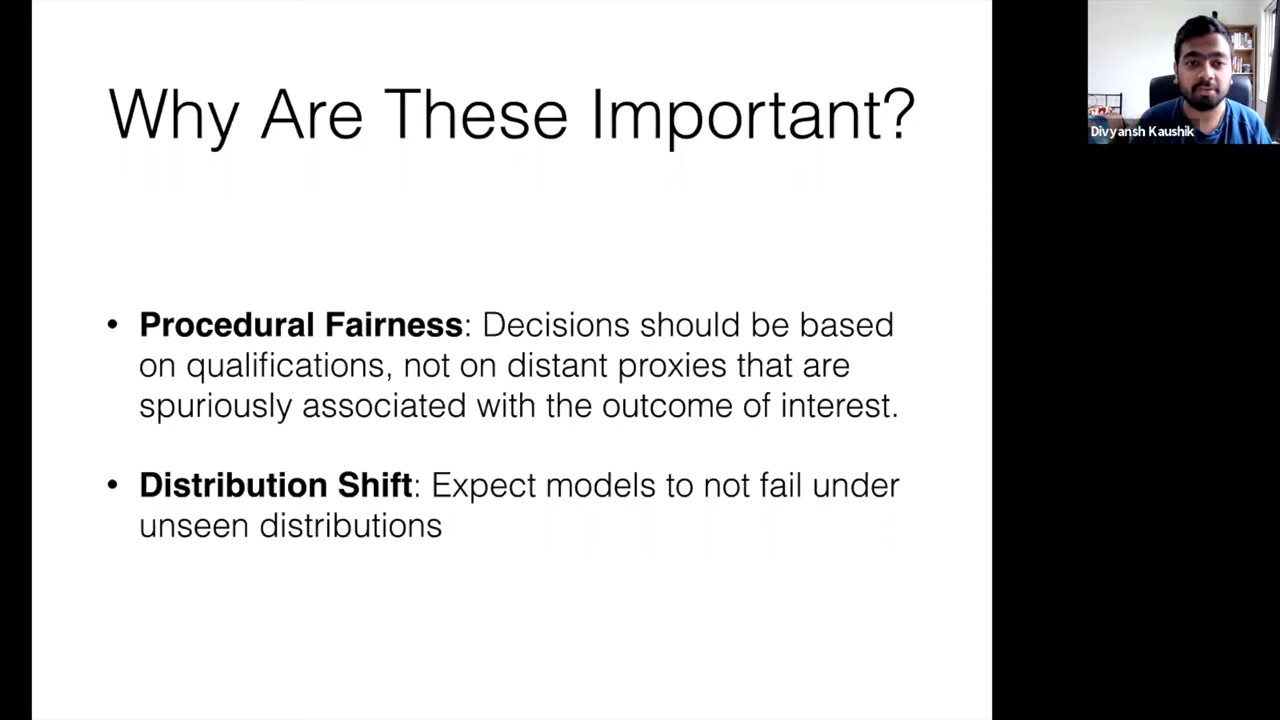 Why Are These Important?
Divyansh Kaushik
• Procedural Fairness: Decisions should be based
on qualifications, not on distant proxies that are
spuriously associated with the outcome of interest.
• Distribution Shift: Expect models to not fail under
unseen distributions